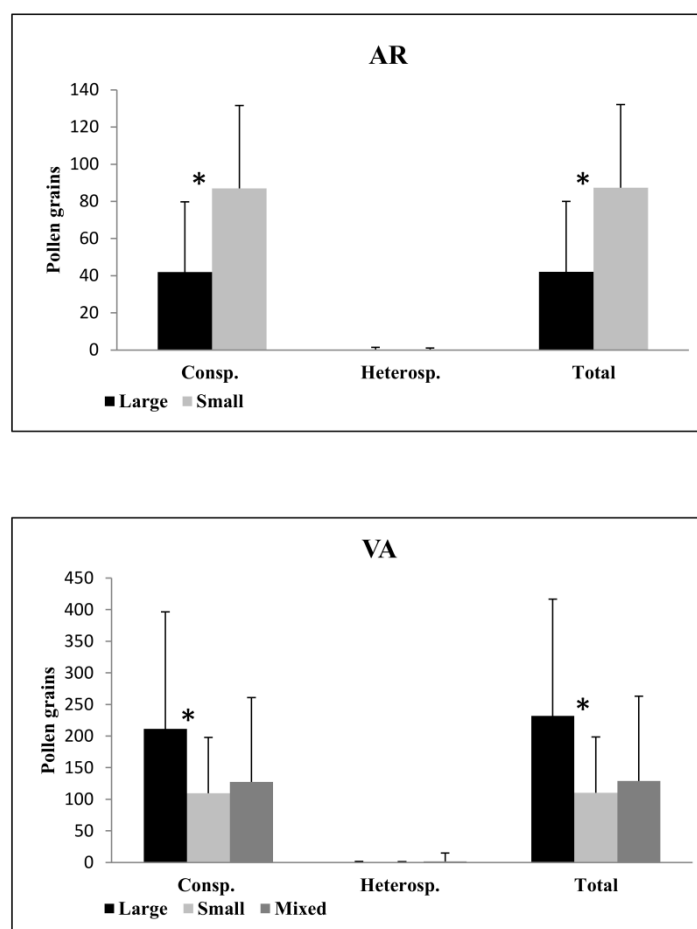 AR
140
120
100
80
60
40
20
0
Pollen grains
*
*
Consp. Heterosp. Total
Large Small
VA
450
400
350
300
250
200
150
100
50
0
Pollen grains
*
*
Consp. Heterosp. Total
Large Small Mixed